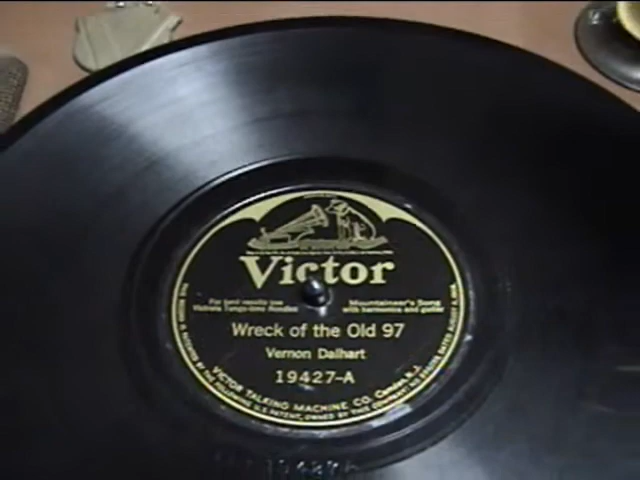 Victor
For best results use
Victrola Tungs-tone Needles
Mountaineer's Song
with harmonica and guitar
Wreck of the Old 97
Vernon Dalhart
19427-A
VICTOR TALKING MACHINE CO. Camden, N.J.